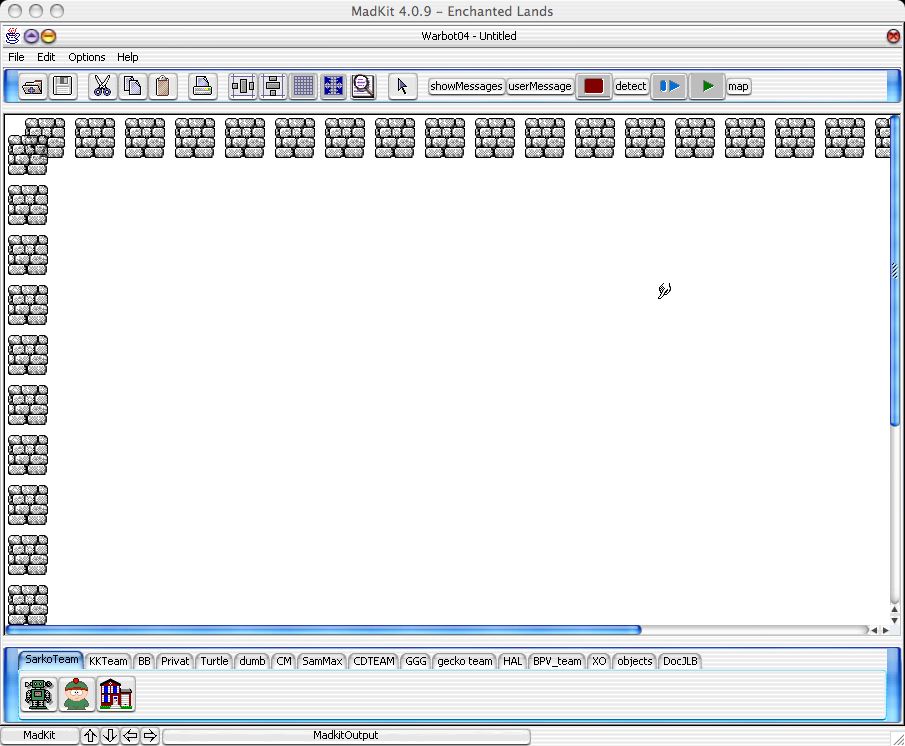 MadKit 4.0.9 – Enchanted Lands
Warbot04 - Untitled
File Edit Options Help
showMessages userMessage detect map
SarkoTeam KKTeam BB Privat Turtle dumb CM SamMax CDTEAM GGG gecko team HAL BPV_team XO objects DocJLB
MadKit MadkitOutput